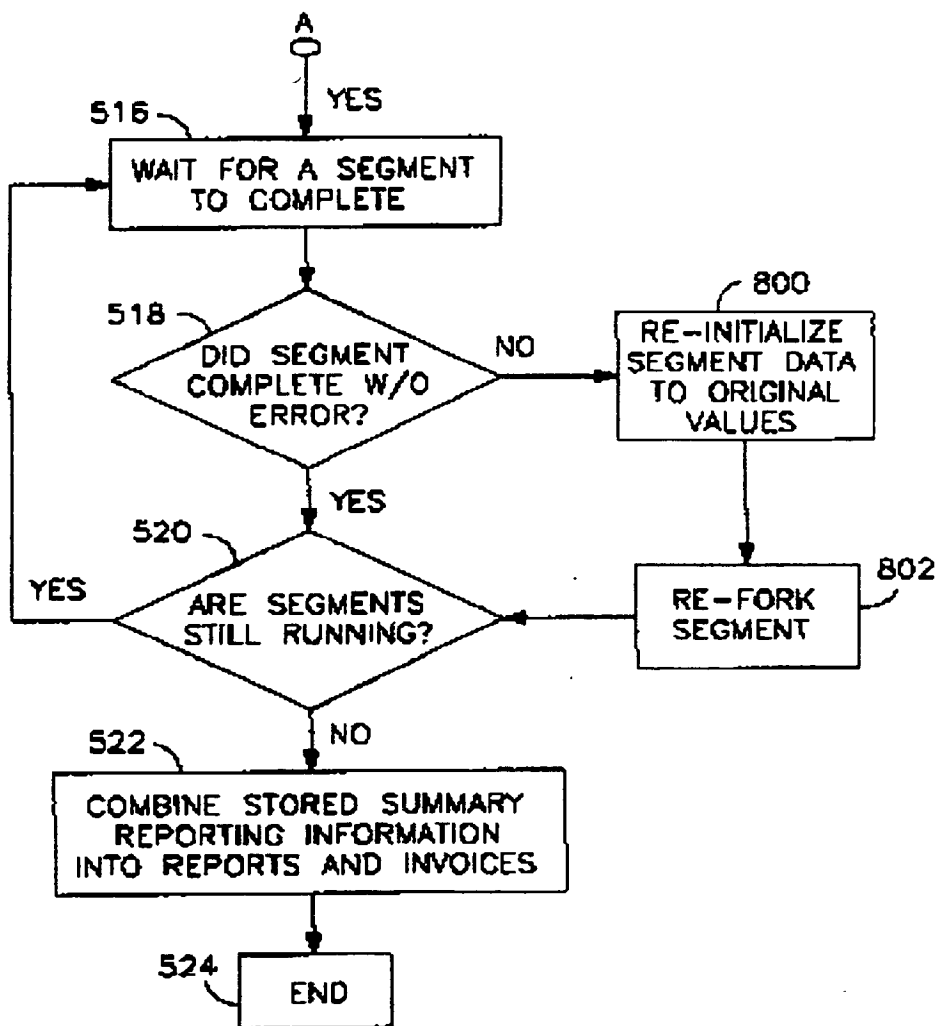 A
YES
516
WAIT FOR A SEGMENT
TO COMPLETE
518
DID SEGMENT
COMPLETE W/O
ERROR?
NO
800
RE-INITIALIZE
SEGMENT DATA
TO ORIGINAL
VALUES
YES
520
YES
ARE SEGMENTS
STILL RUNNING?
802
RE-FORK
SEGMENT
NO
522
COMBINE STORED SUMMARY
REPORTING INFORMATION
INTO REPORTS AND INVOICES
524
END